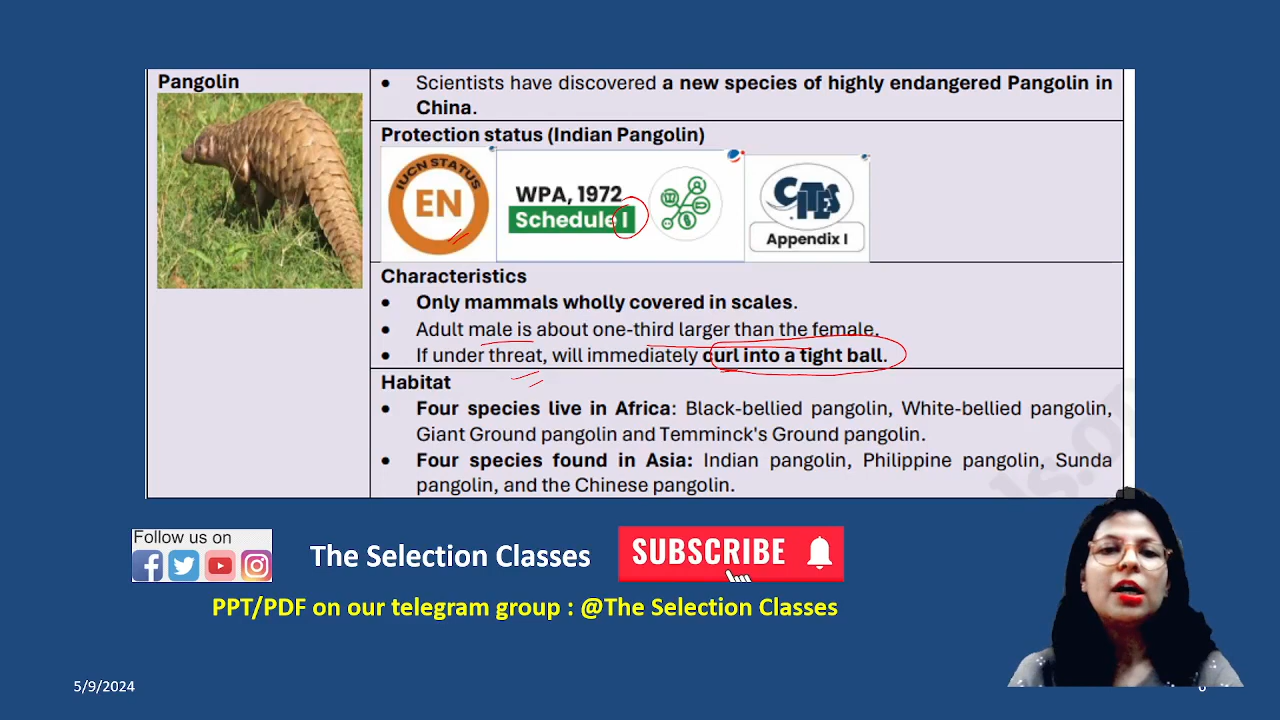 Pangolin
• Scientists have discovered a new species of highly endangered Pangolin in
China.
Protection status (Indian Pangolin)
IUCN STATUS
EN
WPA, 1972
Schedule I
CITES
Appendix I
Characteristics
• Only mammals wholly covered in scales.
• Adult male is about one-third larger than the female.
• If under threat, will immediately curl into a tight ball.
Habitat
• Four species live in Africa: Black-bellied pangolin, White-bellied pangolin,
Giant Ground pangolin and Temminck's Ground pangolin.
• Four species found in Asia: Indian pangolin, Philippine pangolin, Sunda
pangolin, and the Chinese pangolin.
Follow us on
The Selection Classes
SUBSCRIBE
PPT/PDF on our telegram group : @The Selection Classes
5/9/2024